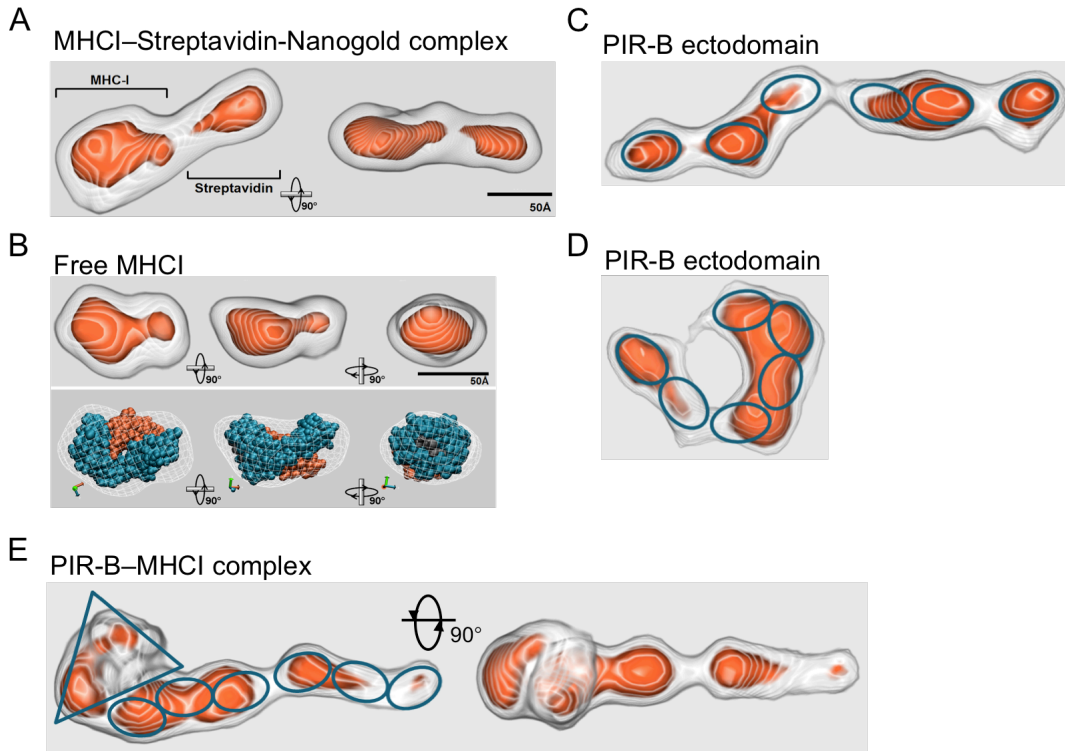 A
MHCI–Streptavidin-Nanogold complex
MHC-I
Streptavidin
90°
50Å
B
Free MHCI
90°
90°
50Å
90°
90°
C
PIR-B ectodomain
D
PIR-B ectodomain
E
PIR-B–MHCI complex
90°